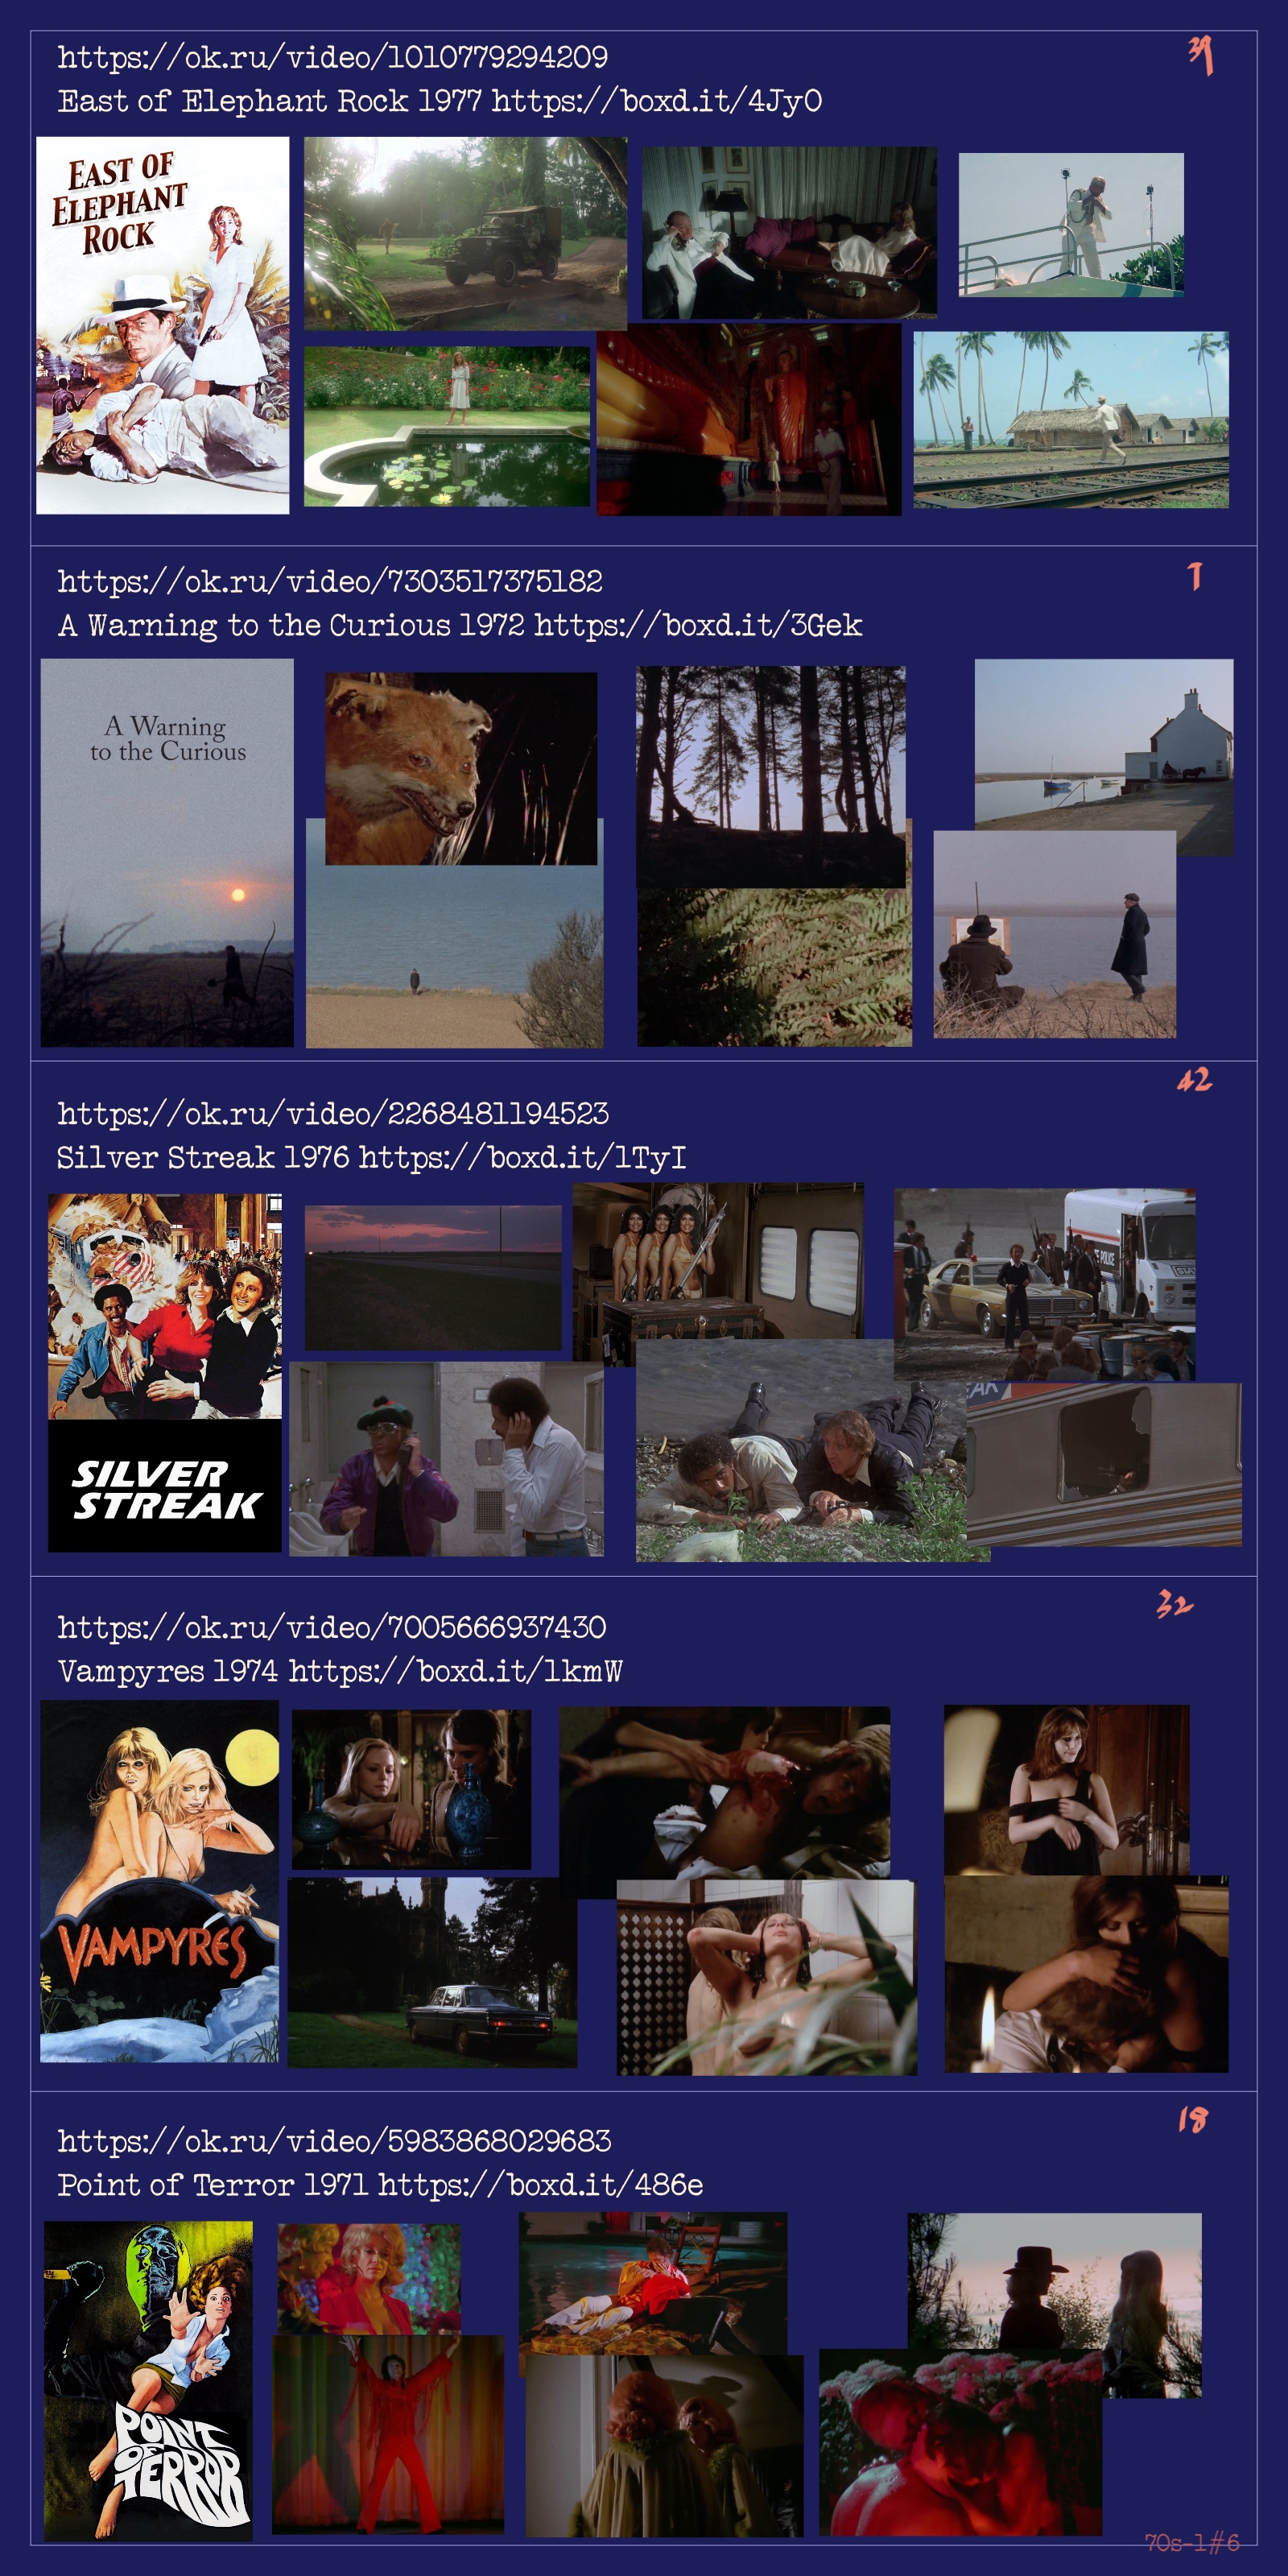 https://ok.ru/video/1010779294209
39
East of Elephant Rock 1977 https://boxd.it/4JyO
EAST OF
ELEPHANT
ROCK
https://ok.ru/video/7303517375182
7
A Warning to the Curious 1972 https://boxd.it/3Gek
A Warning
to the Curious
42
https://ok.ru/video/2268481194523
Silver Streak 1976 https://boxd.it/1TyI
POLICE
SILVER
STREAK
32
https://ok.ru/video/7005666937430
Vampyres 1974 https://boxd.it/1kmW
VAMPYRES
18
https://ok.ru/video/5983868029683
Point of Terror 1971 https://boxd.it/486e
POINT
OF
TERROR
70s-1#6